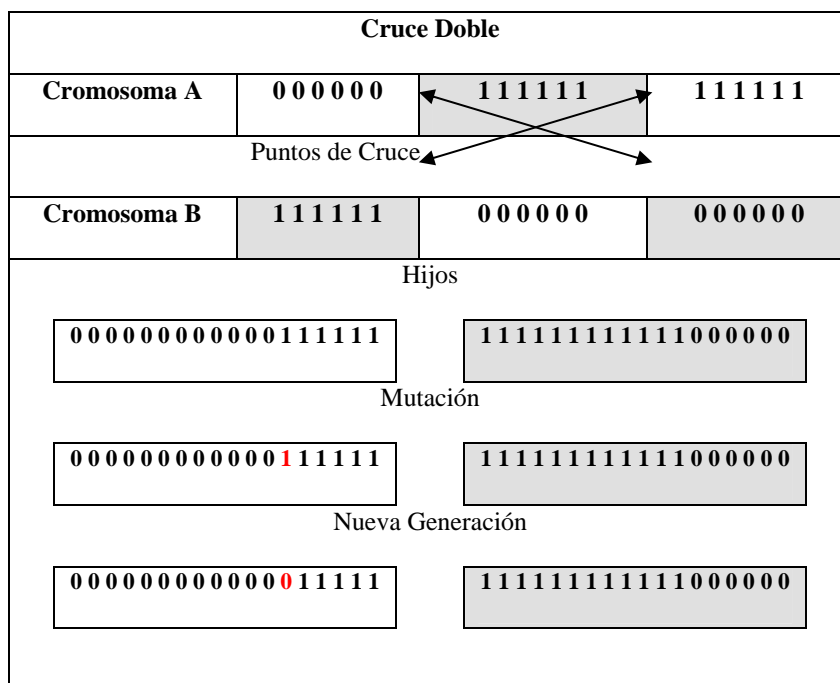 Cruce Doble
Cromosoma A 0 0 0 0 0 0 1 1 1 1 1 1 1 1 1 1 1 1
Puntos de Cruce
Cromosoma B 1 1 1 1 1 1 0 0 0 0 0 0 0 0 0 0 0 0
Hijos
0 0 0 0 0 0 0 0 0 0 0 0 1 1 1 1 1 1 1 1 1 1 1 1 1 1 1 1 1 1 0 0 0 0 0 0
Mutación
0 0 0 0 0 0 0 0 0 0 0 0 1 1 1 1 1 1 1 1 1 1 1 1 1 1 1 1 1 1 0 0 0 0 0 0
Nueva Generación
0 0 0 0 0 0 0 0 0 0 0 0 0 1 1 1 1 1 1 1 1 1 1 1 1 1 1 1 1 1 0 0 0 0 0 0